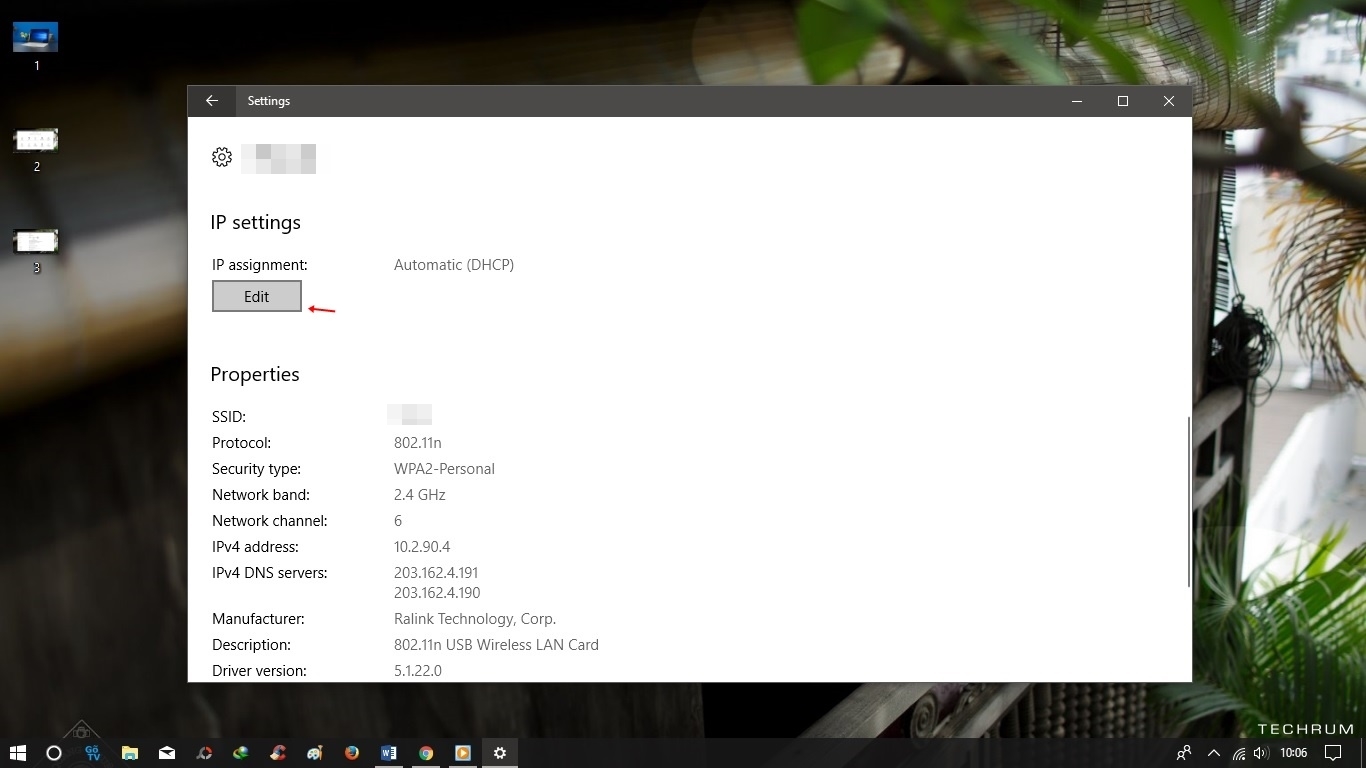 1
2
3
Settings
IP settings
IP assignment: Automatic (DHCP)
Edit
Properties
SSID:
Protocol: 802.11n
Security type: WPA2-Personal
Network band: 2.4 GHz
Network channel: 6
IPv4 address: 10.2.90.4
IPv4 DNS servers: 203.162.4.191
203.162.4.190
Manufacturer: Ralink Technology, Corp.
Description: 802.11n USB Wireless LAN Card
Driver version: 5.1.22.0
TECHRUM
Gõ
TV
10:06